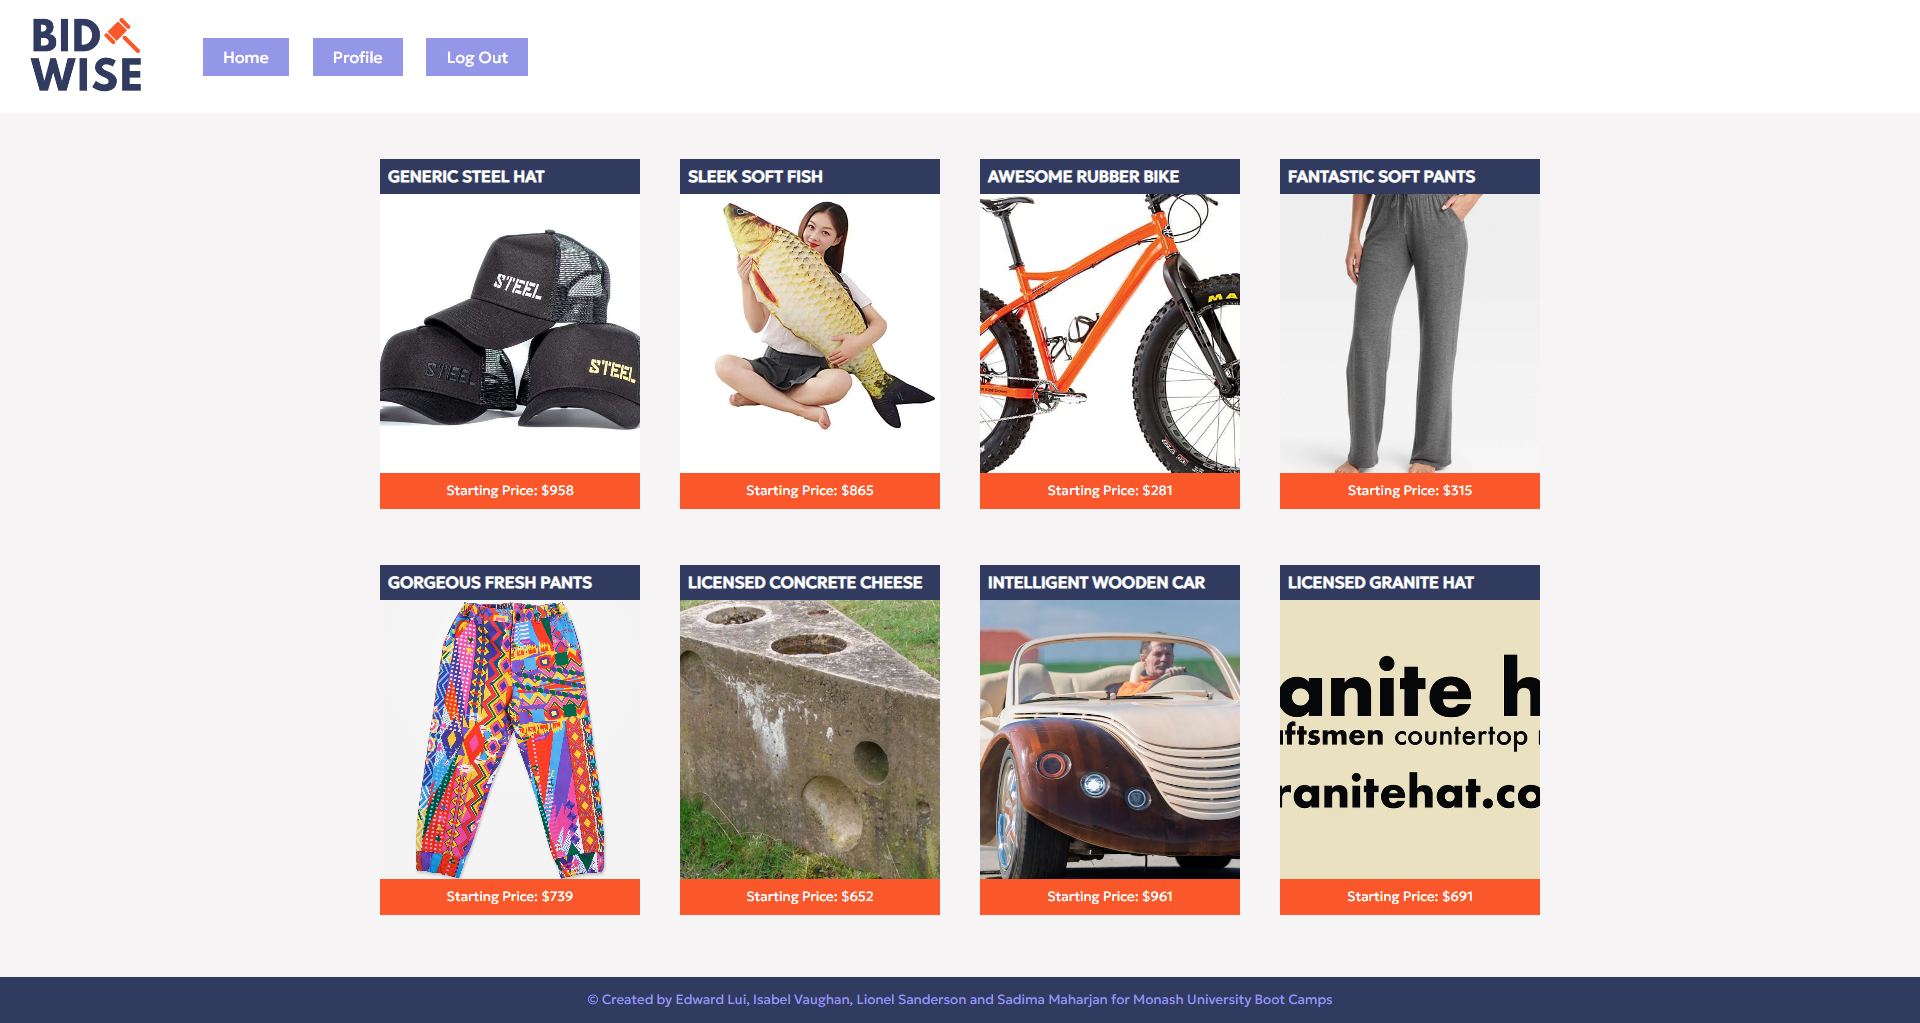 BID
WISE
Home
Profile
Log Out
GENERIC STEEL HAT
SLEEK SOFT FISH
AWESOME RUBBER BIKE
FANTASTIC SOFT PANTS
STEEL
STEEL
STEEL
MA
Starting Price: $958
Starting Price: $865
Starting Price: $281
Starting Price: $315
GORGEOUS FRESH PANTS
LICENSED CONCRETE CHEESE
INTELLIGENT WOODEN CAR
LICENSED GRANITE HAT
anite h
ftsmen countertop
ranitehat.co
Starting Price: $739
Starting Price: $652
Starting Price: $961
Starting Price: $691
© Created by Edward Lui, Isabel Vaughan, Lionel Sanderson and Sadima Maharjan for Monash University Boot Camps